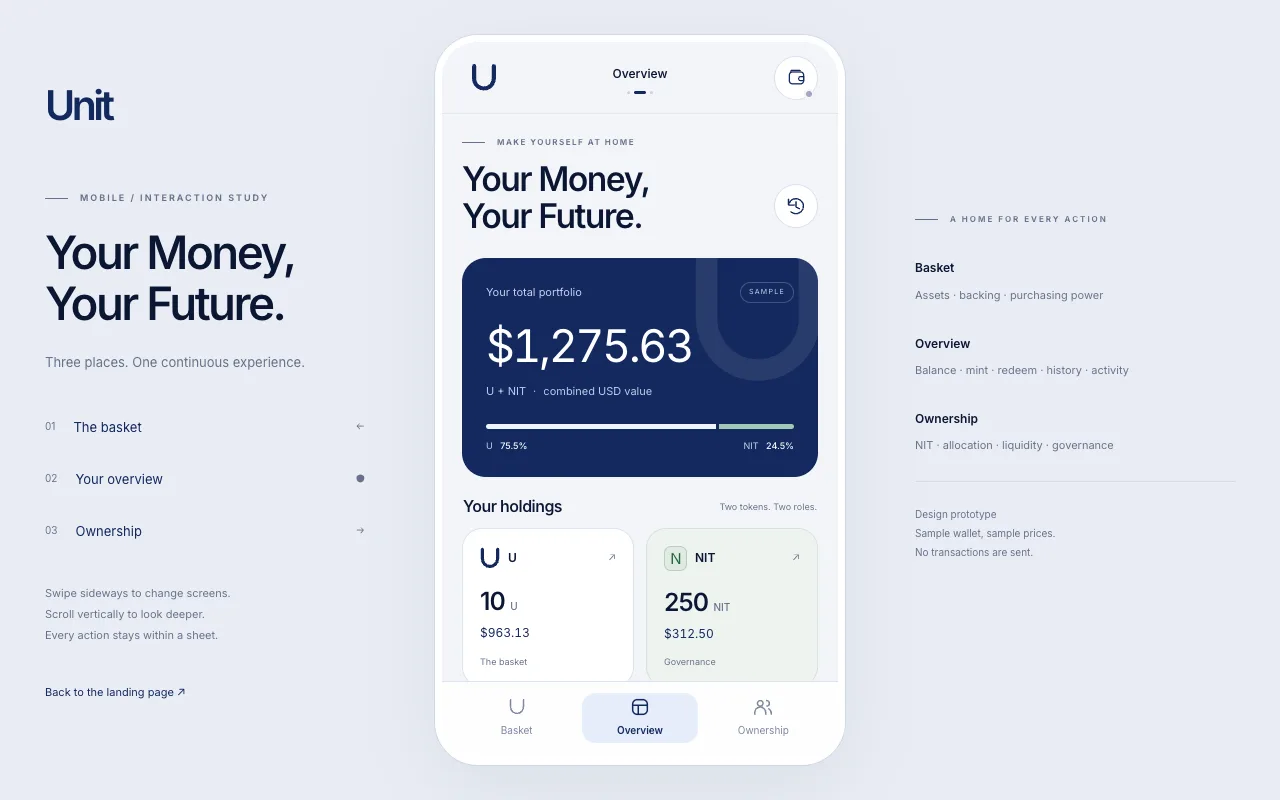 Unit
MOBILE / INTERACTION STUDY
Your Money,
Your Future.
Three places. One continuous experience.
01 The basket ←
02 Your overview
03 Ownership →
Swipe sideways to change screens.
Scroll vertically to look deeper.
Every action stays within a sheet.
Back to the landing page ↗
U
Overview
MAKE YOURSELF AT HOME
Your Money,
Your Future.
Your total portfolio
SAMPLE
$1,275.63
U + NIT · combined USD value
U 75.5%
NIT 24.5%
Your holdings
Two tokens. Two roles.
U U ↗
10 U
$963.13
The basket
N NIT ↗
250 NIT
$312.50
Governance
Basket
Overview
Ownership
A HOME FOR EVERY ACTION
Basket
Assets · backing · purchasing power
Overview
Balance · mint · redeem · history · activity
Ownership
NIT · allocation · liquidity · governance
Design prototype
Sample wallet, sample prices.
No transactions are sent.